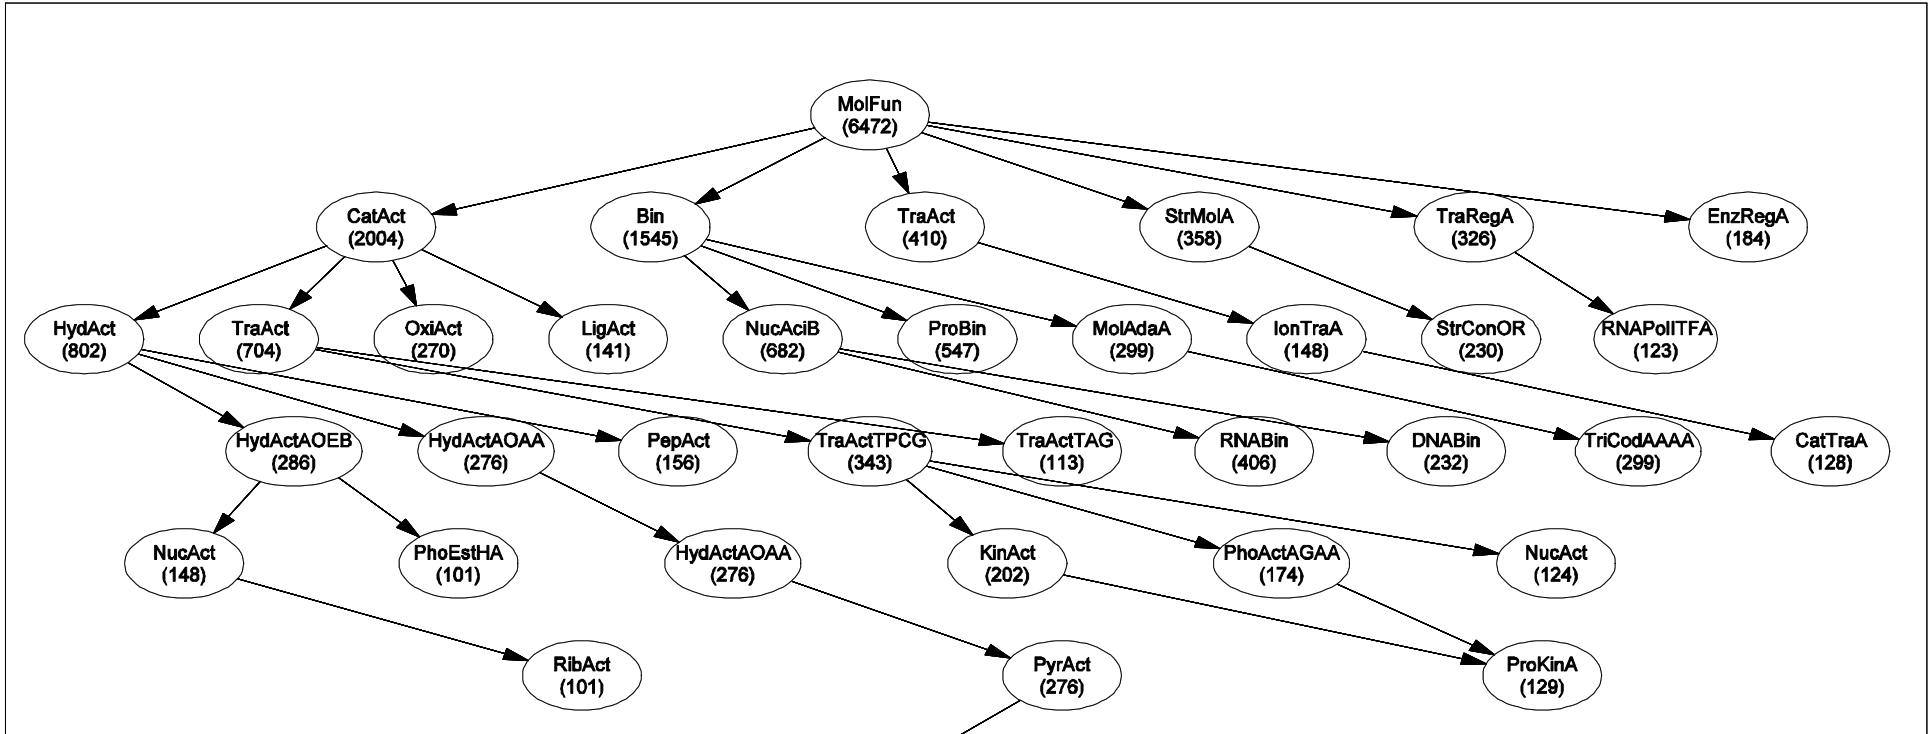 MolFun
(6472)
CatAct
(2004)
Bin
(1545)
TraAct
(410)
StrMolA
(358)
TraRegA
(326)
EnzRegA
(184)
HydAct
(802)
TraAct
(704)
OxiAct
(270)
LigAct
(141)
NucAciB
(682)
ProBin
(547)
MolAdaA
(299)
IonTraA
(148)
StrConOR
(230)
RNAPolIITFA
(123)
HydActAOEB
(286)
HydActAOAA
(276)
PepAct
(156)
TraActTPCG
(343)
TraActTAG
(113)
RNABin
(406)
DNABin
(232)
TriCodAAAA
(299)
CatTraA
(128)
NucAct
(148)
PhoEstHA
(101)
HydActAOAA
(276)
KinAct
(202)
PhoActAGAA
(174)
NucAct
(124)
RibAct
(101)
PyrAct
(276)
ProKinA
(129)